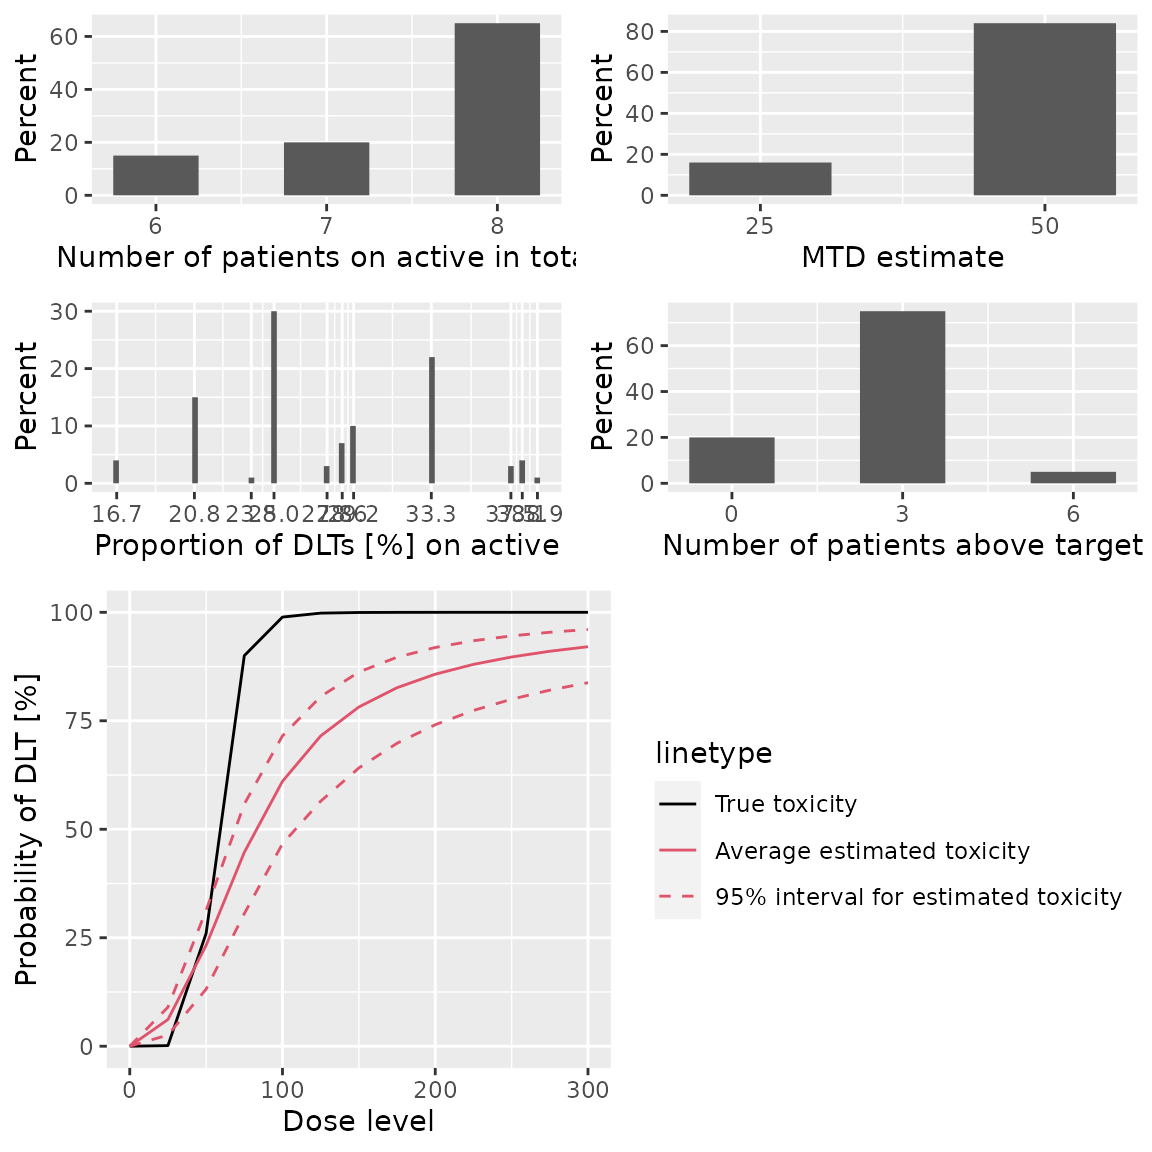 Percent
60
40
20
0
6 7 8
Number of patients on active in tota
Percent
80
60
40
20
0
25 50
MTD estimate
Percent
30
20
10
0
16.7 20.8 25.0 33.3
Proportion of DLTs [%] on active
Percent
60
40
20
0
0 3 6
Number of patients above target
Probability of DLT [%]
100
75
50
25
0
0 100 200 300
Dose level
linetype
True toxicity
Average estimated toxicity
95% interval for estimated toxicity